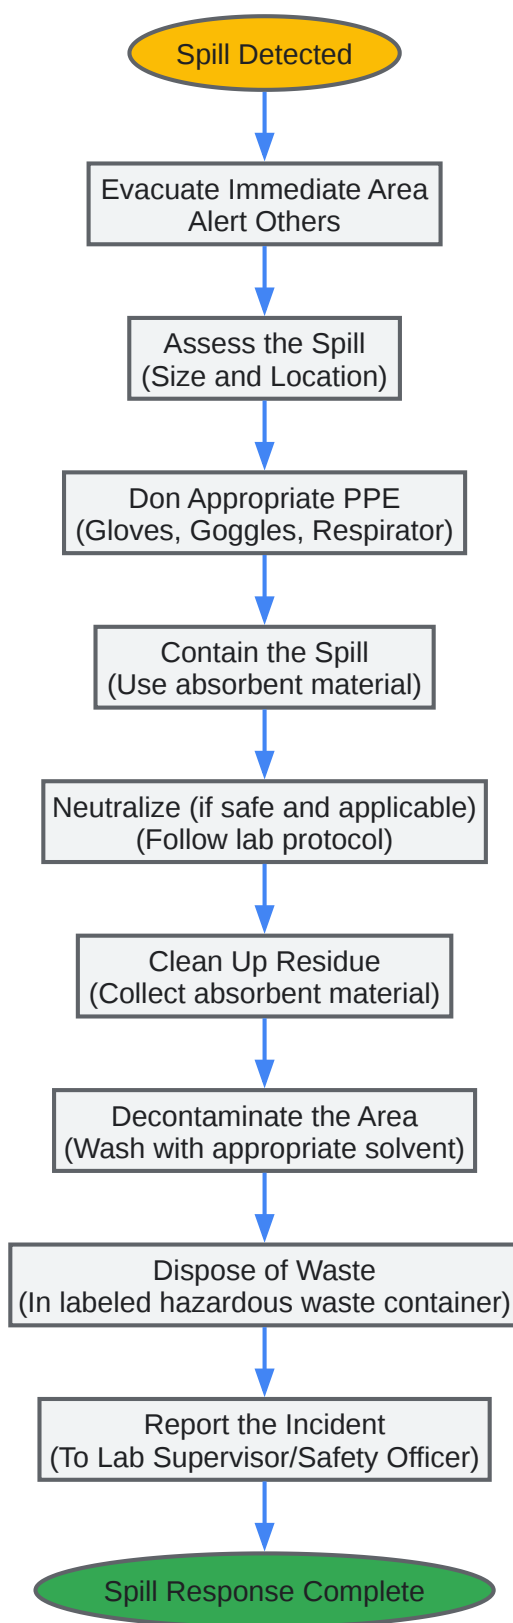 Spill Detected
Evacuate Immediate Area
Alert Others
Assess the Spill
(Size and Location)
Don Appropriate PPE
(Gloves, Goggles, Respirator)
Contain the Spill
(Use absorbent material)
Neutralize (if safe and applicable)
(Follow lab protocol)
Clean Up Residue
(Collect absorbent material)
Decontaminate the Area
(Wash with appropriate solvent)
Dispose of Waste
(In labeled hazardous waste container)
Report the Incident
(To Lab Supervisor/Safety Officer)
Spill Response Complete